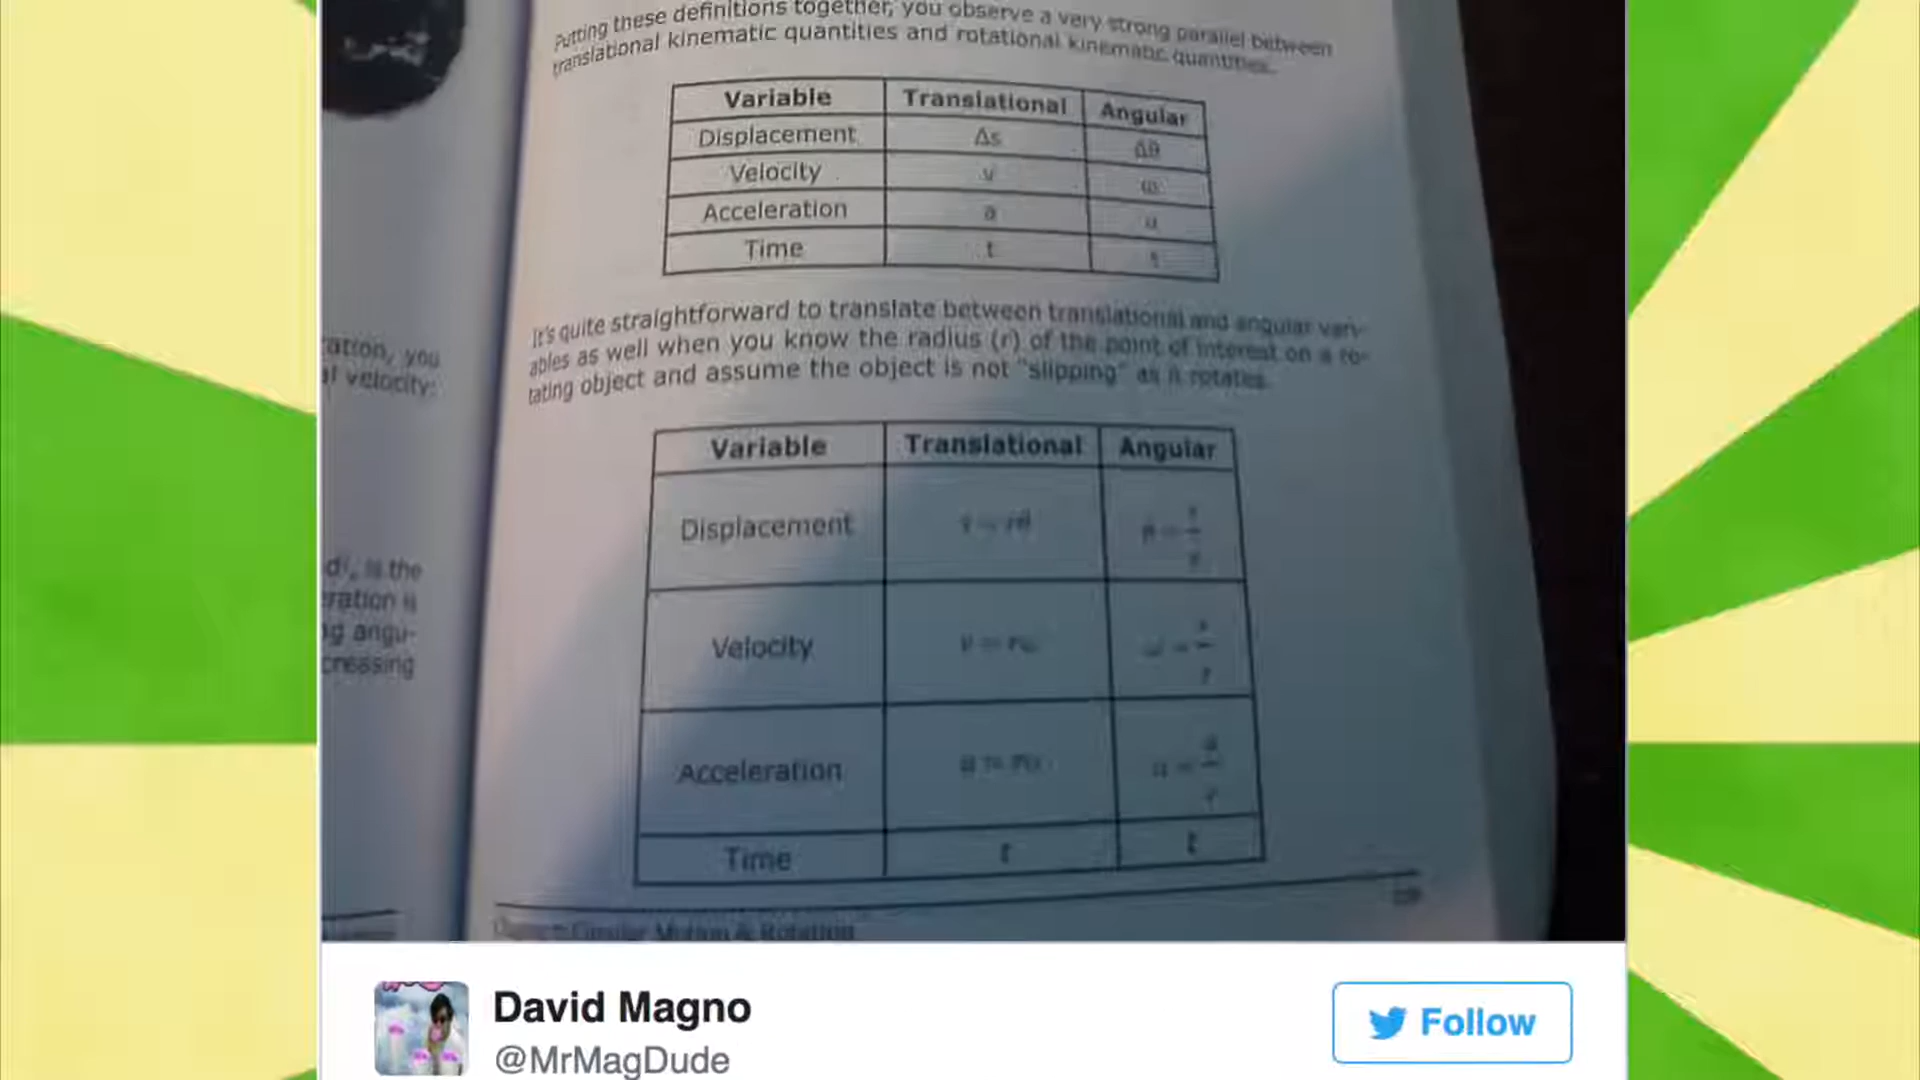 Putting these definitions together, you observe a very strong parallel between
translational kinematic quantities and rotational kinematic quantities.
Variable Translational Angular
Displacement Δs Δθ
Velocity v ω
Acceleration a α
Time t t
It's quite straightforward to translate between translational and angular vari-
ables as well when you know the radius (r) of the point of interest on a ro-
tating object and assume the object is not "slipping" as it rotates.
Variable Translational Angular
Displacement
Velocity
Acceleration
Time t t
ration, you
velocity:
is the
eration is
ng angu-
creasing
Circular Motion & Rotation
David Magno
@MrMagDude
Follow